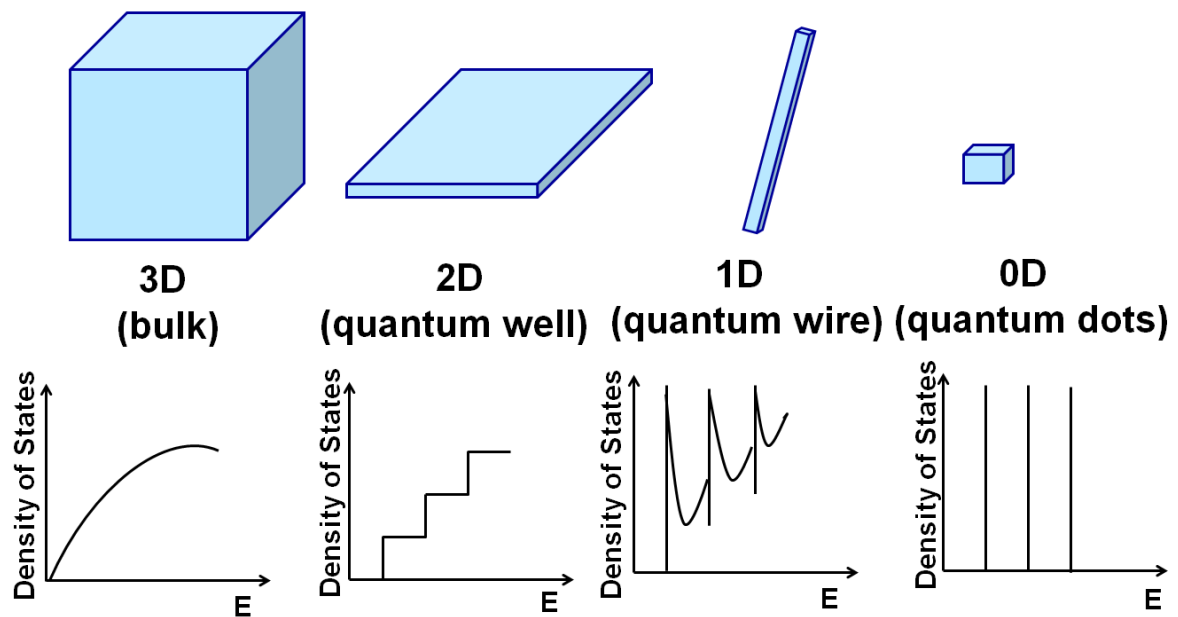 3D
(bulk)
2D
(quantum well)
1D
(quantum wire)
0D
(quantum dots)
Density of States
E
Density of States
E
Density of States
E
Density of States
E